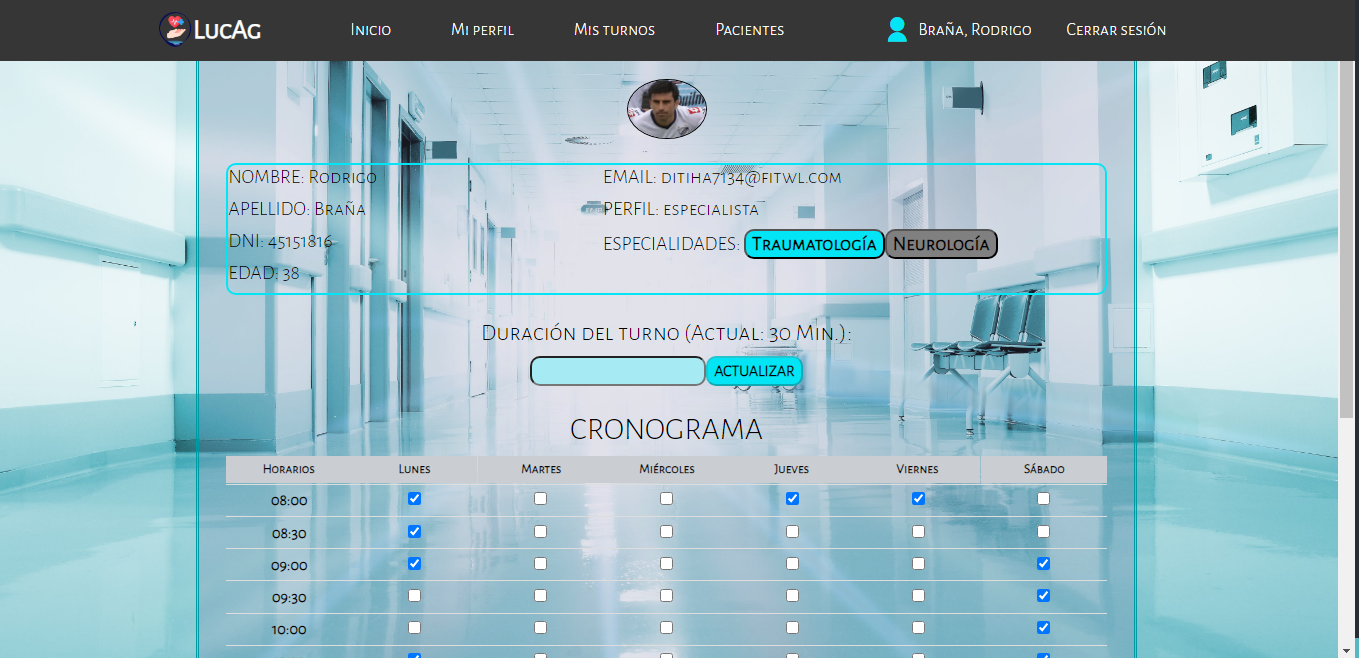 LucAg Inicio Mi perfil Mis turnos Pacientes Braña, Rodrigo Cerrar sesión
NOMBRE: Rodrigo EMAIL: ditiha7134@fitwl.com
APELLIDO: Braña PERFIL: especialista
DNI: 45151816 ESPECIALIDADES: Traumatología Neurología
EDAD: 38
Duración del turno (Actual: 30 Min.):
ACTUALIZAR
CRONOGRAMA
Horarios Lunes Martes Miércoles Jueves Viernes Sábado
08:00
08:30
09:00
09:30
10:00